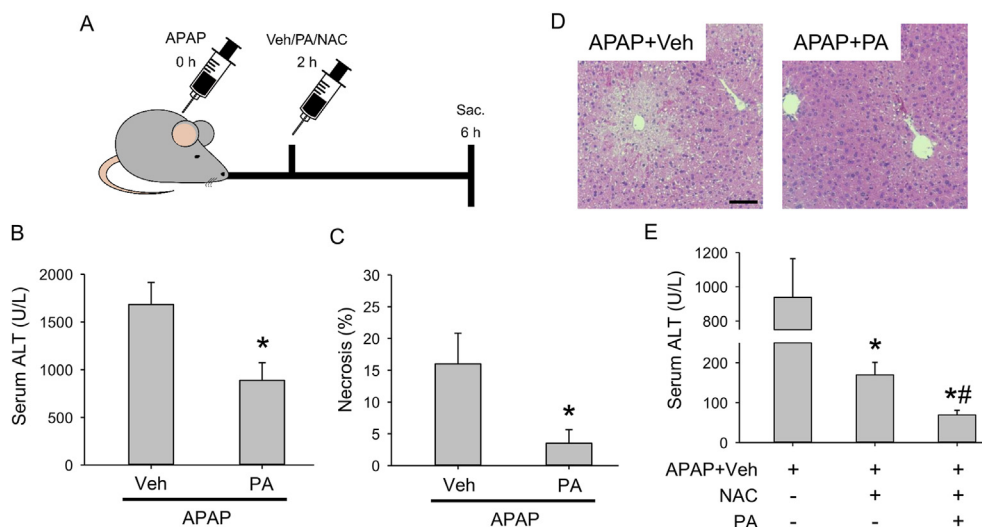 A
APAP
0 h
Veh/PA/NAC
2 h
Sac.
6 h
B
Serum ALT (U/L)
2000
1500
1000
500
0
*
Veh PA
APAP
C
Necrosis (%)
30
25
20
15
10
5
0
*
Veh PA
APAP
D
APAP+Veh
APAP+PA
E
Serum ALT (U/L)
1200
1000
800
200
100
0
*
*#
APAP+Veh + + +
NAC - + +
PA - - +